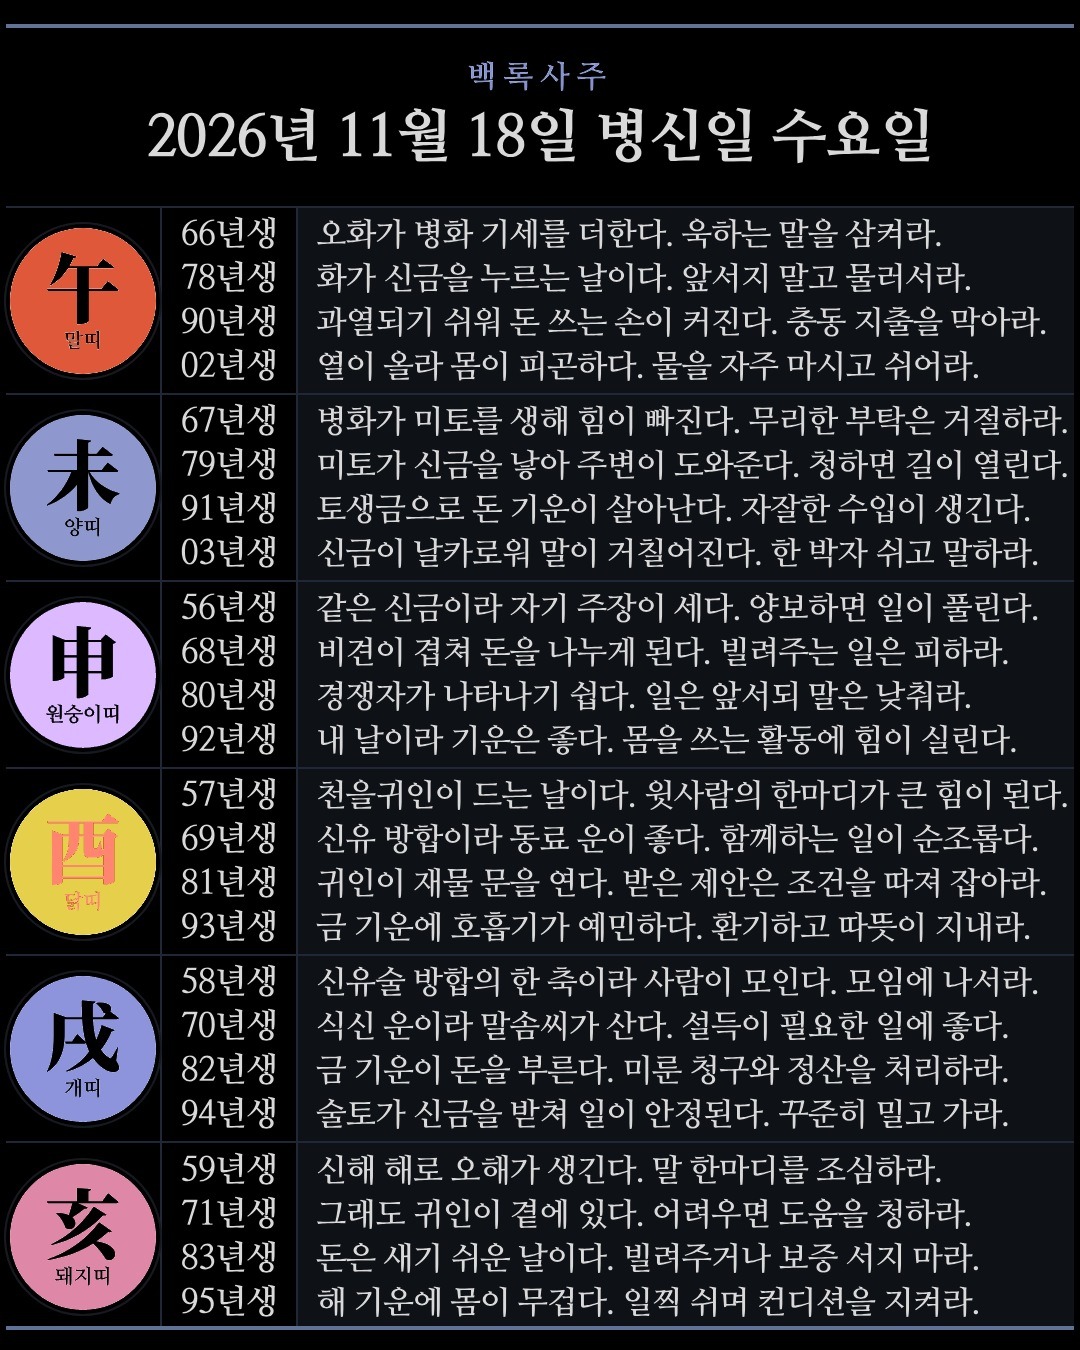 백록사주
2026년 11월 18일 병신일 수요일
午
말띠
66년생 오화가 병화 기세를 더한다. 욱하는 말을 삼켜라.
78년생 화가 신금을 누르는 날이다. 앞서지 말고 물러서라.
90년생 과열되기 쉬워 돈 쓰는 손이 커진다. 충동 지출을 막아라.
02년생 열이 올라 몸이 피곤하다. 물을 자주 마시고 쉬어라.
未
양띠
67년생 병화가 미토를 생해 힘이 빠진다. 무리한 부탁은 거절하라.
79년생 미토가 신금을 낳아 주변이 도와준다. 청하면 길이 열린다.
91년생 토생금으로 돈 기운이 살아난다. 자잘한 수입이 생긴다.
03년생 신금이 날카로워 말이 거칠어진다. 한 박자 쉬고 말하라.
申
원숭이띠
56년생 같은 신금이라 자기 주장이 세다. 양보하면 일이 풀린다.
68년생 비견이 겹쳐 돈을 나누게 된다. 빌려주는 일은 피하라.
80년생 경쟁자가 나타나기 쉽다. 일은 앞서되 말은 낮춰라.
92년생 내 날이라 기운은 좋다. 몸을 쓰는 활동에 힘이 실린다.
酉
닭띠
57년생 천을귀인이 드는 날이다. 윗사람의 한마디가 큰 힘이 된다.
69년생 신유 방합이라 동료 운이 좋다. 함께하는 일이 순조롭다.
81년생 귀인이 재물 문을 연다. 받은 제안은 조건을 따져 잡아라.
93년생 금 기운에 호흡기가 예민하다. 환기하고 따뜻이 지내라.
戌
개띠
58년생 신유술 방합의 한 축이라 사람이 모인다. 모임에 나서라.
70년생 식신 운이라 말솜씨가 산다. 설득이 필요한 일에 좋다.
82년생 금 기운이 돈을 부른다. 미룬 청구와 정산을 처리하라.
94년생 술토가 신금을 받쳐 일이 안정된다. 꾸준히 밀고 가라.
亥
돼지띠
59년생 신해 해로 오해가 생긴다. 말 한마디를 조심하라.
71년생 그래도 귀인이 곁에 있다. 어려우면 도움을 청하라.
83년생 돈은 새기 쉬운 날이다. 빌려주거나 보증 서지 마라.
95년생 해 기운에 몸이 무겁다. 일찍 쉬며 컨디션을 지켜라.